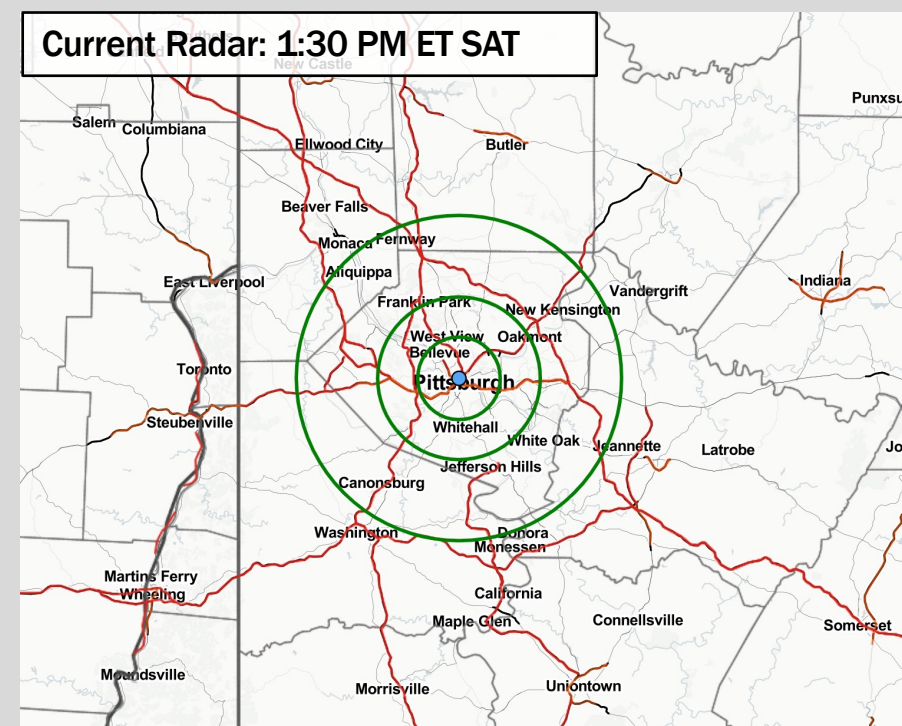 Current Radar: 1:30 PM ET SAT
New Castle
Punxsu
Salem
Columbiana
Ellwood City
Butler
Beaver Falls
Monaca
Fernway
Aliquippa
East Liverpool
Franklin Park
New Kensington
Vandergrift
Indiana
West View
Oakmont
Bellevue
Toronto
Pittsburgh
Steubenville
Whitehall
White Oak
Jeannette
Latrobe
Jo
Jefferson Hills
Canonsburg
Washington
Donora
Monessen
Martins Ferry
Wheeling
California
Maple Glen
Connellsville
Somerset
Moundsville
Morrisville
Uniontown